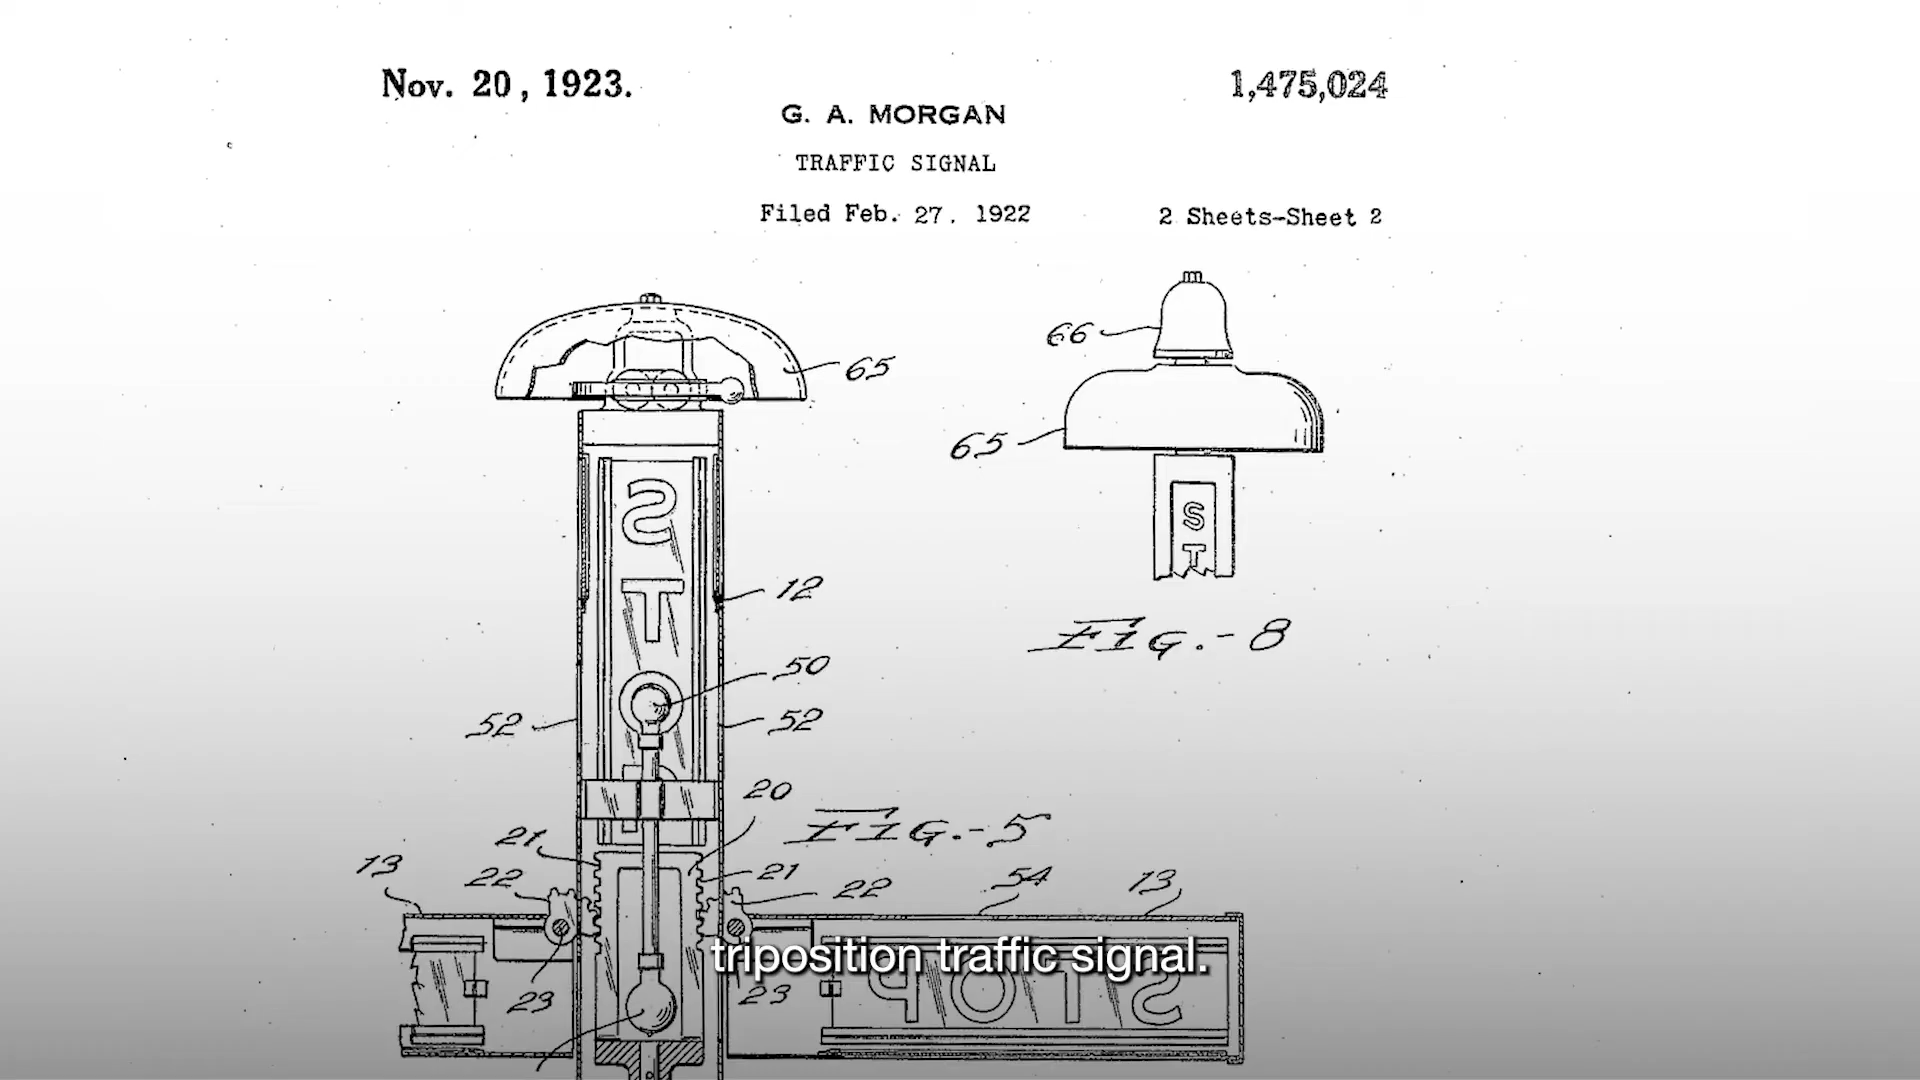 Nov. 20, 1923.
1,475,024
G. A. MORGAN
TRAFFIC SIGNAL
Filed Feb. 27. 1922
2 Sheets-Sheet 2
66
65
65
S
T
S
T
12
FIG.-8
50
52
52
20
FIG.-5
21
21
13
22
22
54
13
triposition traffic signal.
23
23
STOP